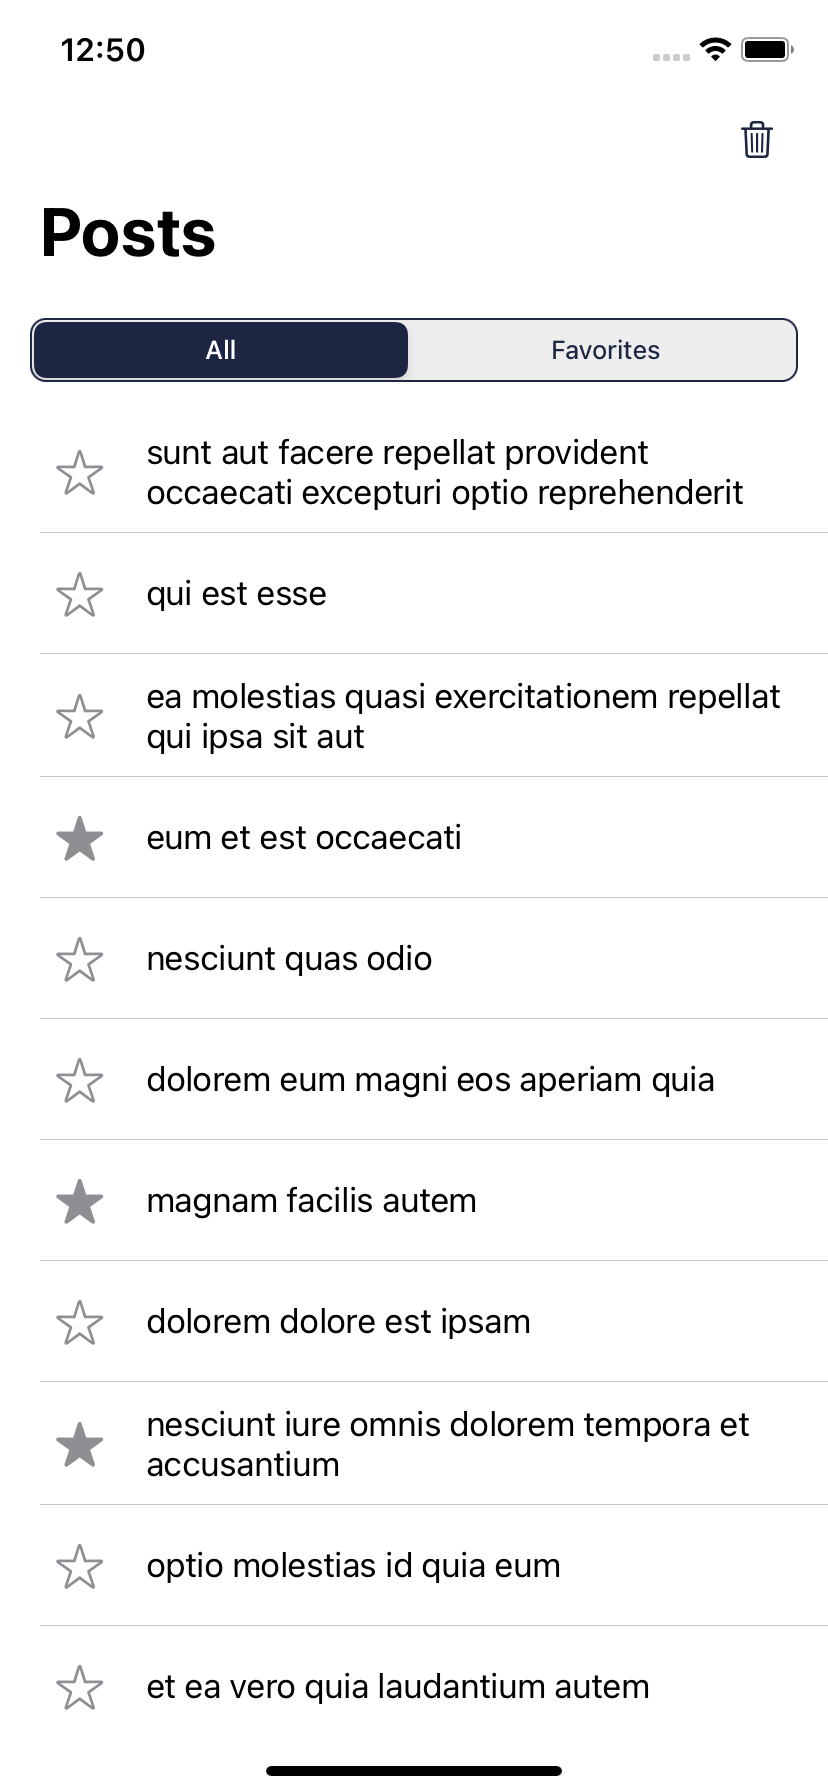 12:50
Posts
All
Favorites
sunt aut facere repellat provident
occaecati excepturi optio reprehenderit
qui est esse
ea molestias quasi exercitationem repellat
qui ipsa sit aut
eum et est occaecati
nesciunt quas odio
dolorem eum magni eos aperiam quia
magnam facilis autem
dolorem dolore est ipsam
nesciunt iure omnis dolorem tempora et
accusantium
optio molestias id quia eum
et ea vero quia laudantium autem